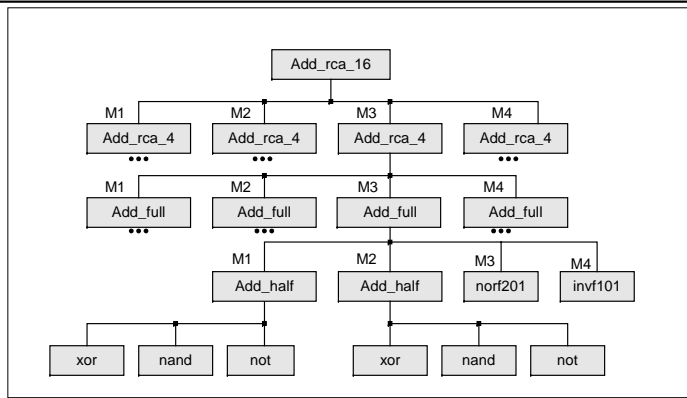 Add_rca_16
M1 M2 M3 M4
Add_rca_4 Add_rca_4 Add_rca_4 Add_rca_4
••• ••• •••
M1 M2 M3 M4
Add_full Add_full Add_full Add_full
••• ••• •••
M1 M2 M3 M4
Add_half Add_half norf201 invf101
xor nand not xor nand not